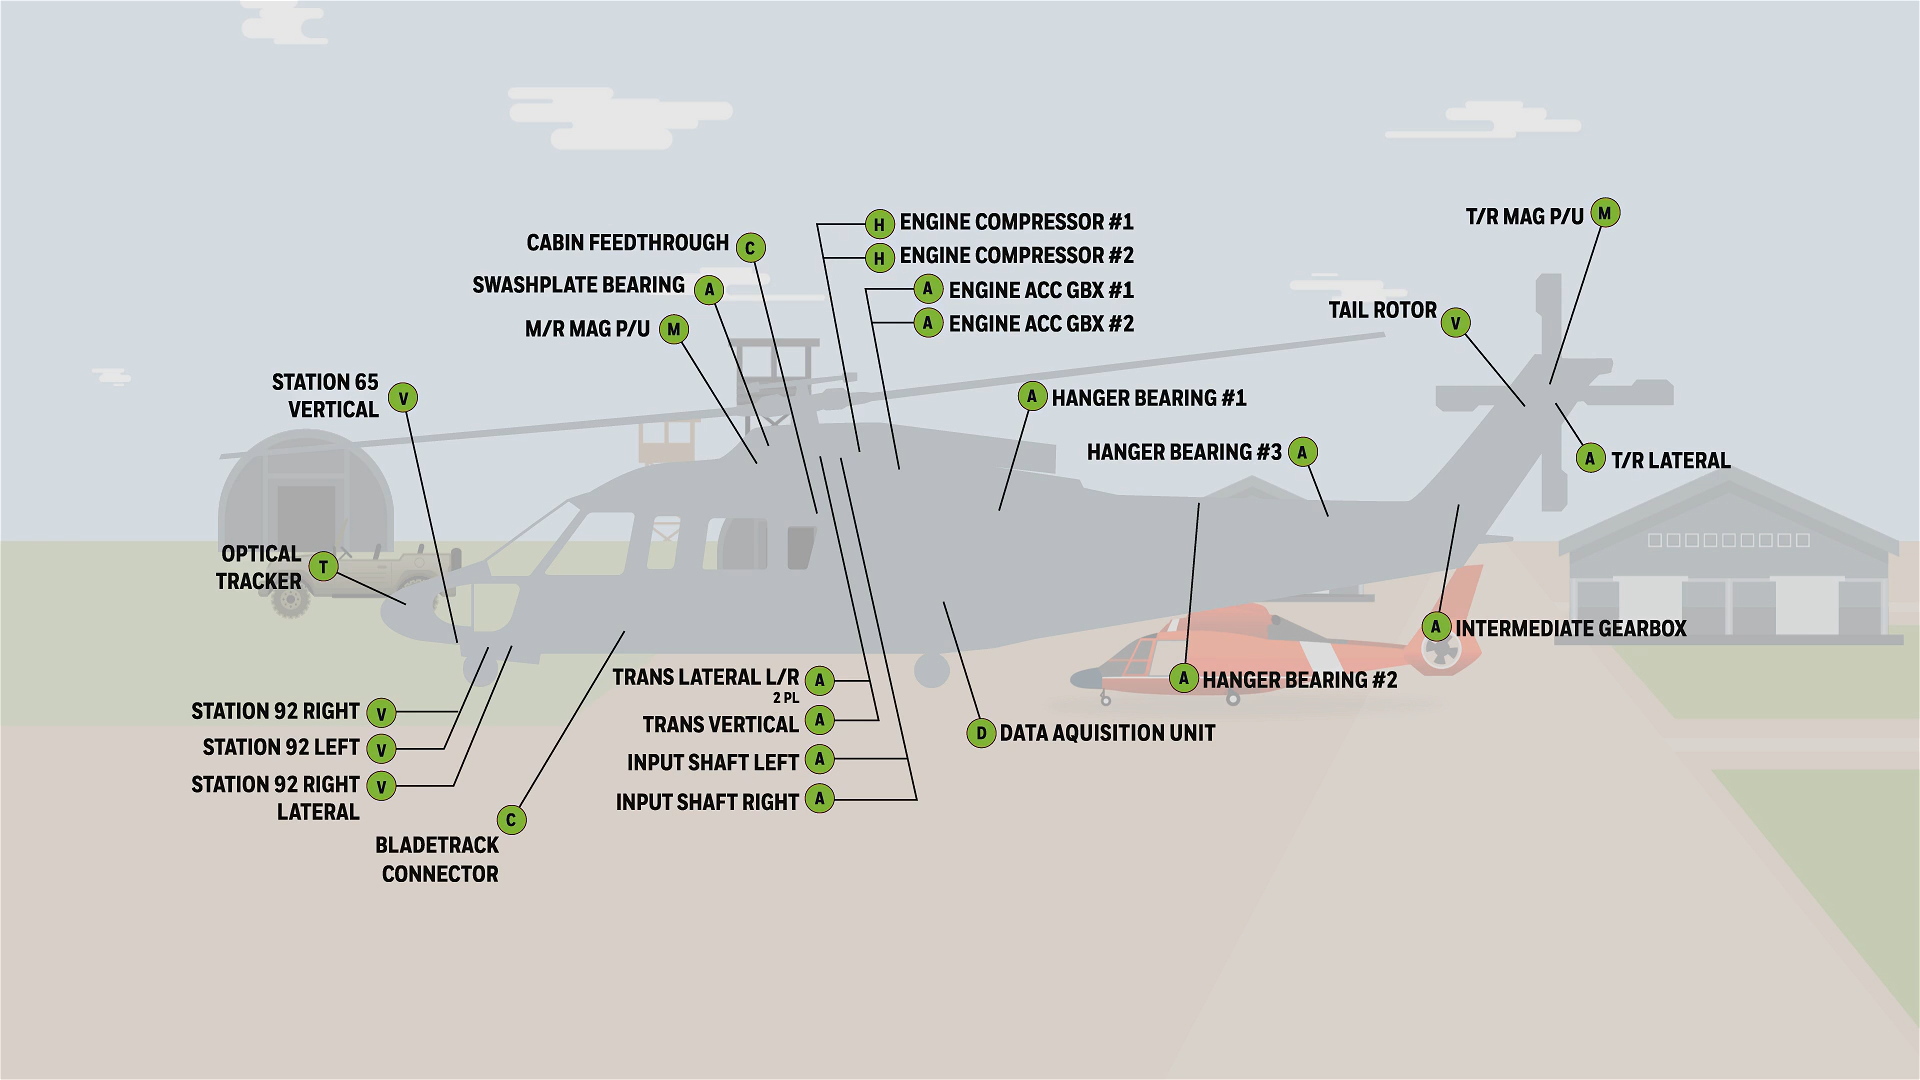 T/R MAG P/U M
H ENGINE COMPRESSOR #1
CABIN FEEDTHROUGH C
H ENGINE COMPRESSOR #2
SWASHPLATE BEARING A
A ENGINE ACC GBX #1
A ENGINE ACC GBX #2
M/R MAG P/U M
TAIL ROTOR V
STATION 65
VERTICAL
V
A HANGER BEARING #1
HANGER BEARING #3 A
A T/R LATERAL
OPTICAL
TRACKER
T
A INTERMEDIATE GEARBOX
TRANS LATERAL L/R A
2 PL
A HANGER BEARING #2
STATION 92 RIGHT V
TRANS VERTICAL A
D DATA AQUISITION UNIT
STATION 92 LEFT V
INPUT SHAFT LEFT A
STATION 92 RIGHT
LATERAL
V
INPUT SHAFT RIGHT A
C
BLADETRACK
CONNECTOR